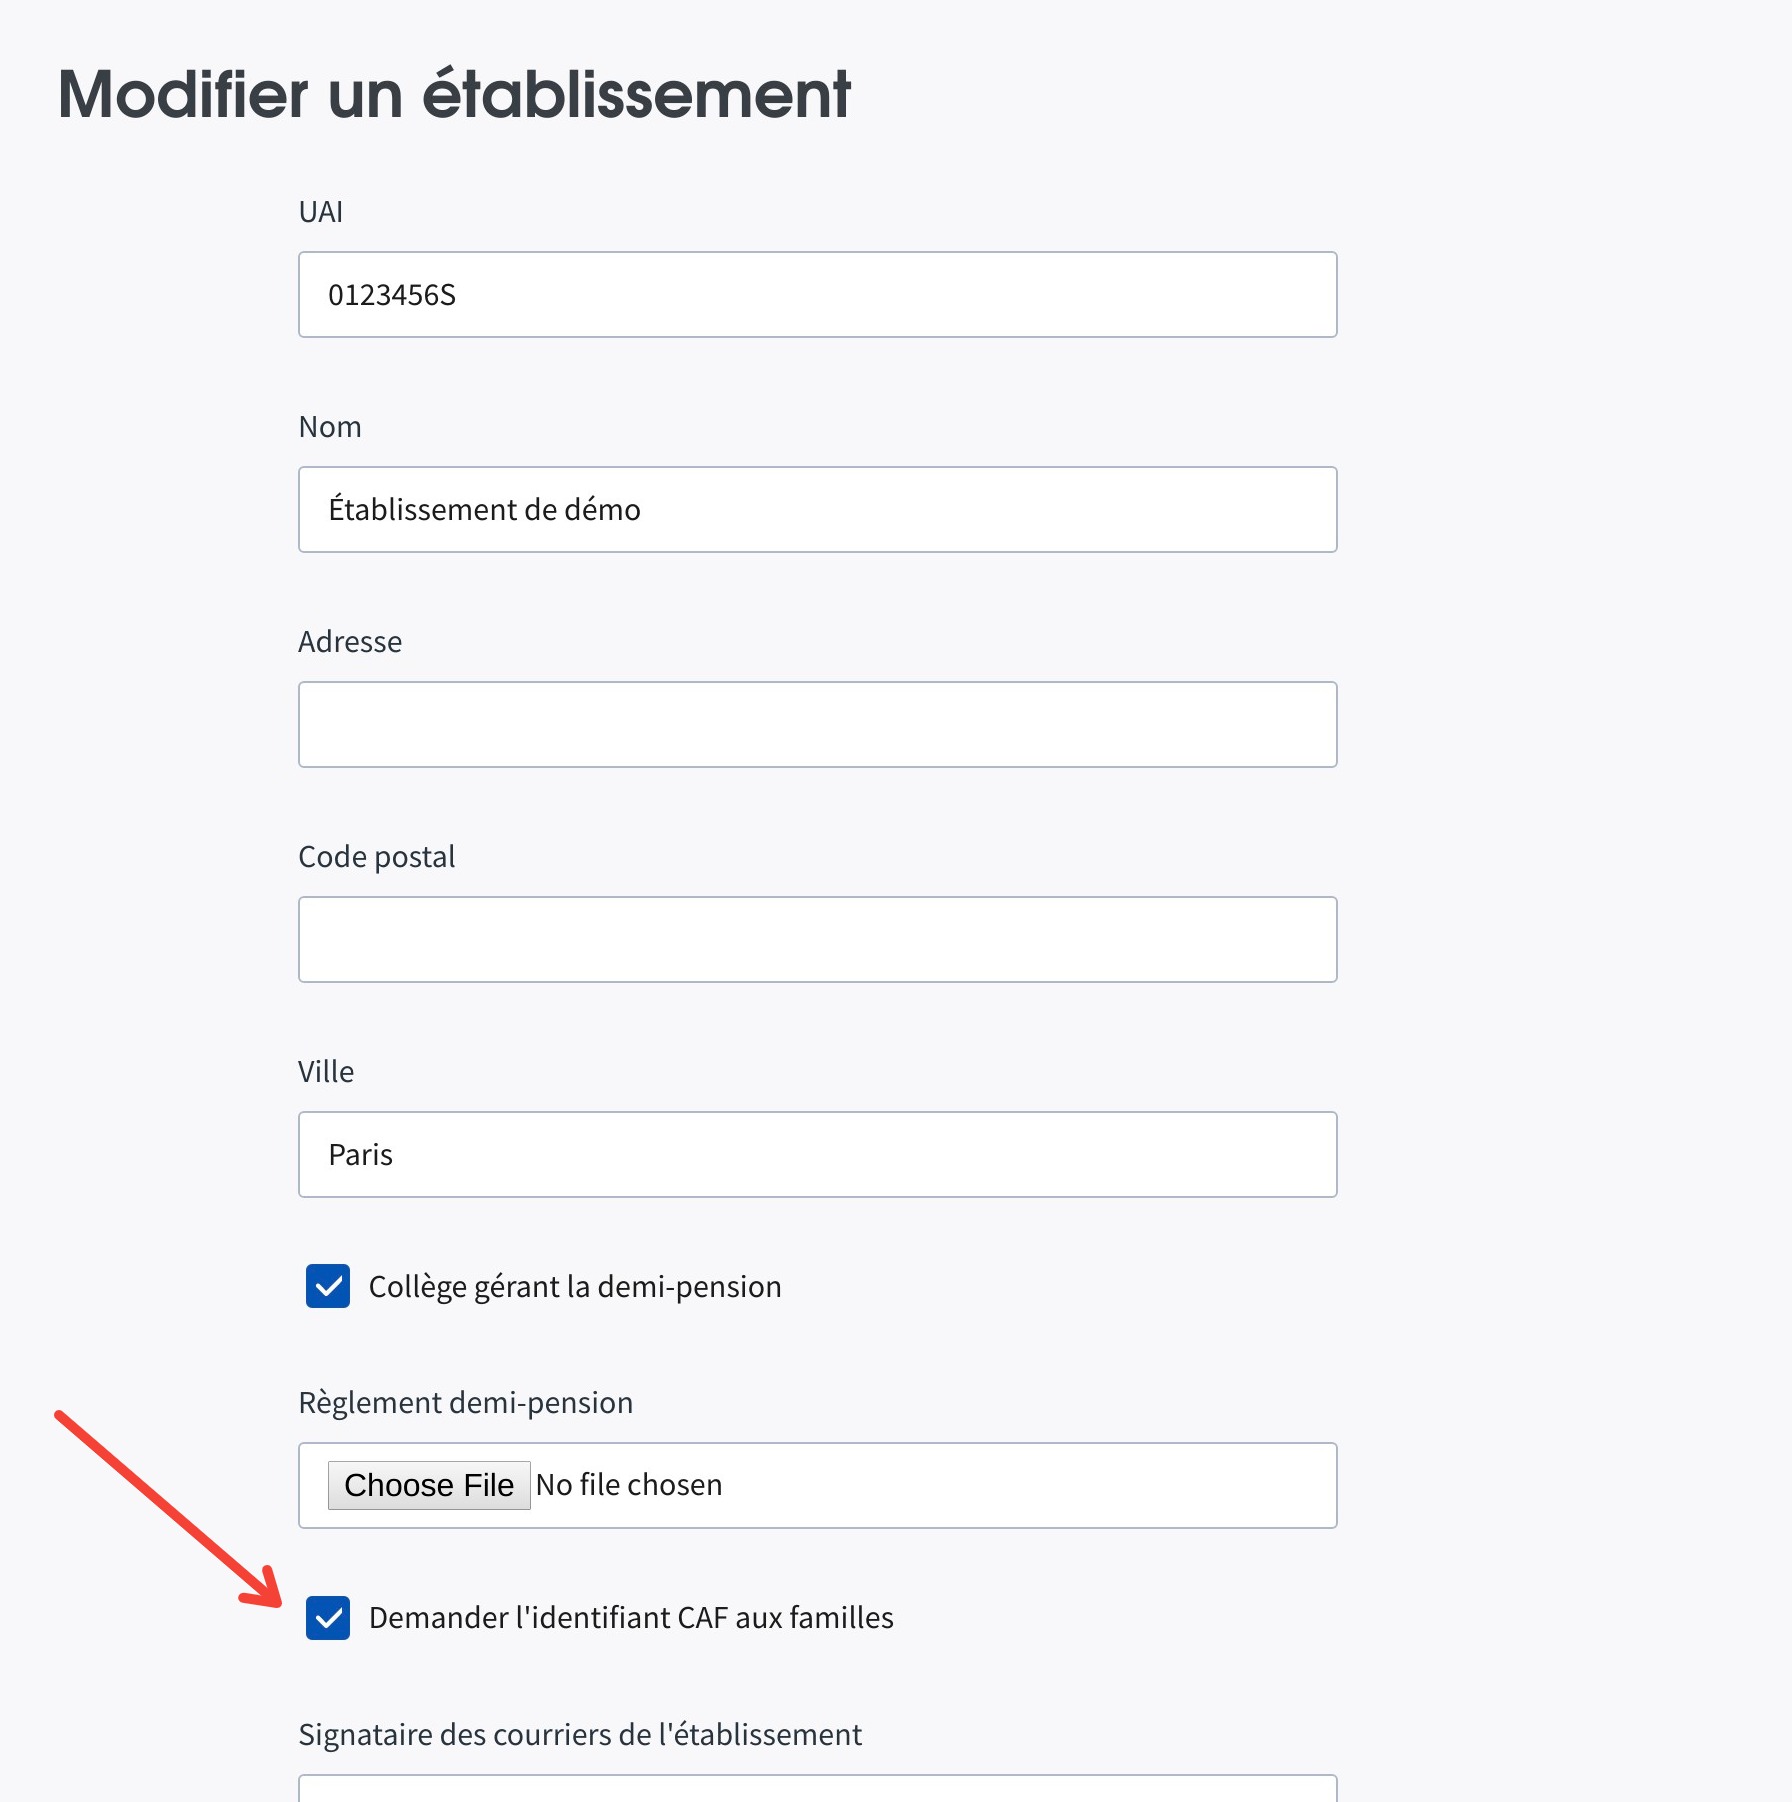 Modifier un établissement
UAI
0123456S
Nom
Établissement de démo
Adresse
Code postal
Ville
Paris
Collège gérant la demi-pension
Règlement demi-pension
Choose File No file chosen
Demander l'identifiant CAF aux familles
Signataire des courriers de l'établissement